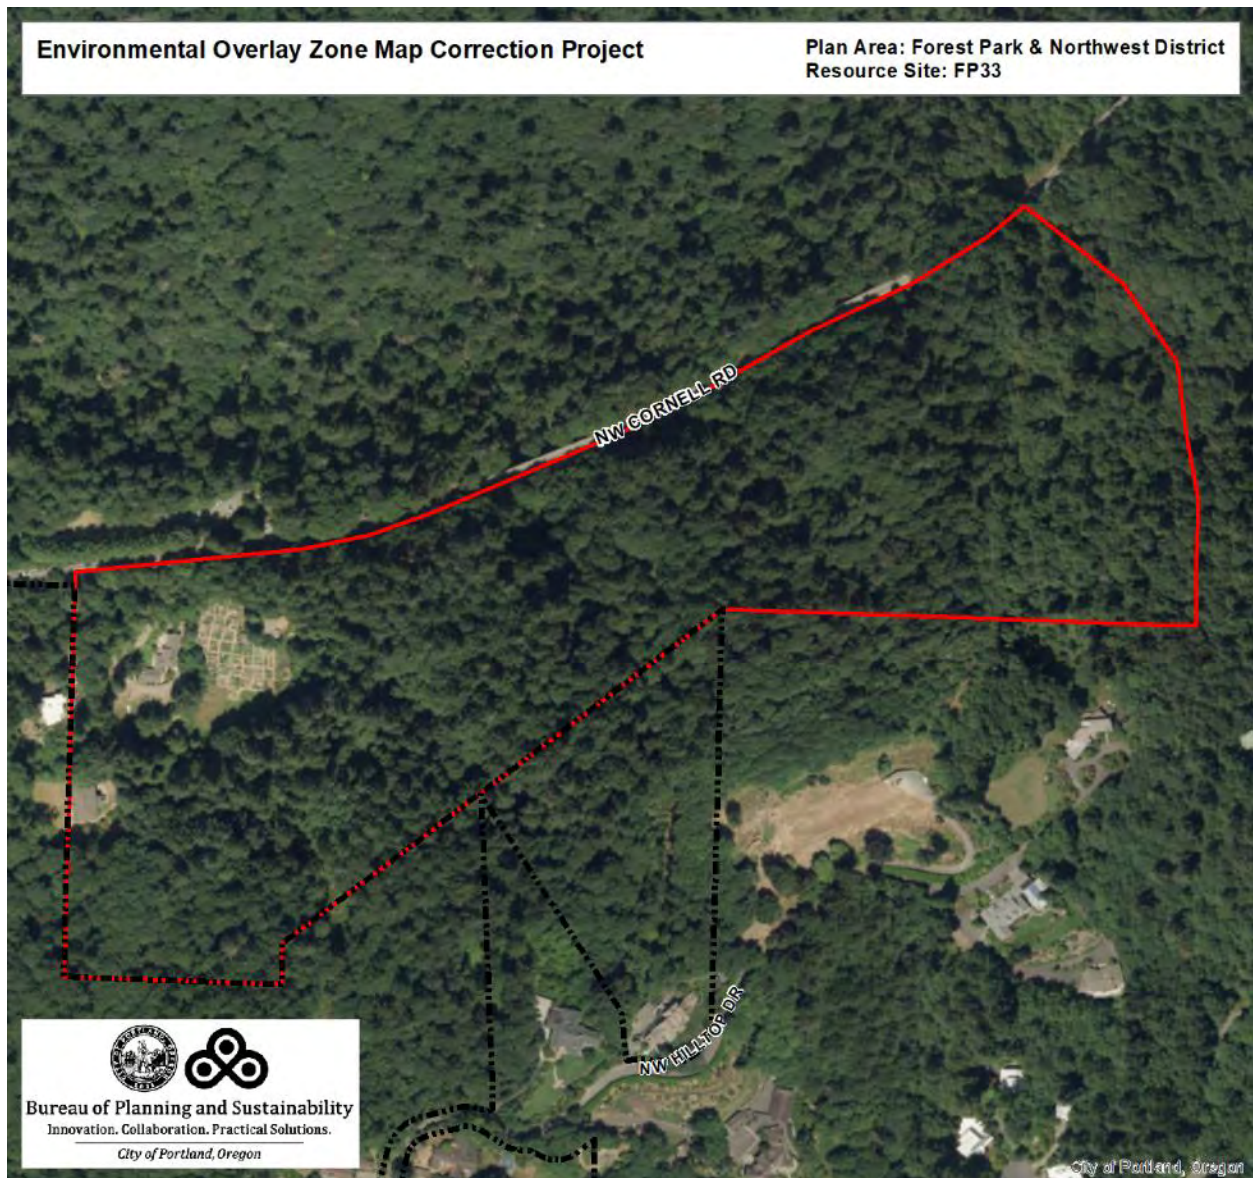 Environmental Overlay Zone Map Correction Project
Plan Area: Forest Park & Northwest District
Resource Site: FP33
NW CORNELL RD
NW HILLTOP DR
Bureau of Planning and Sustainability
Innovation. Collaboration. Practical Solutions.
City of Portland, Oregon
City of Portland, Oregon